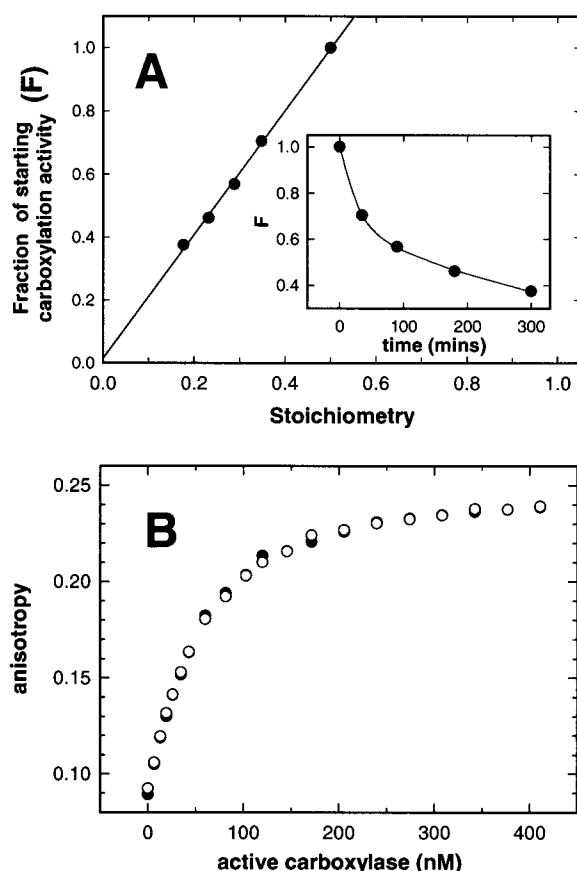 A
Fraction of starting
carboxylation activity (F)
1.0
0.8
0.6
0.4
0.2
0.0
0.0 0.2 0.4 0.6 0.8 1.0
Stoichiometry
F
1.0
0.8
0.6
0.4
0 100 200 300
time (mins)
B
anisotropy
0.25
0.20
0.15
0.10
0 100 200 300 400
active carboxylase (nM)